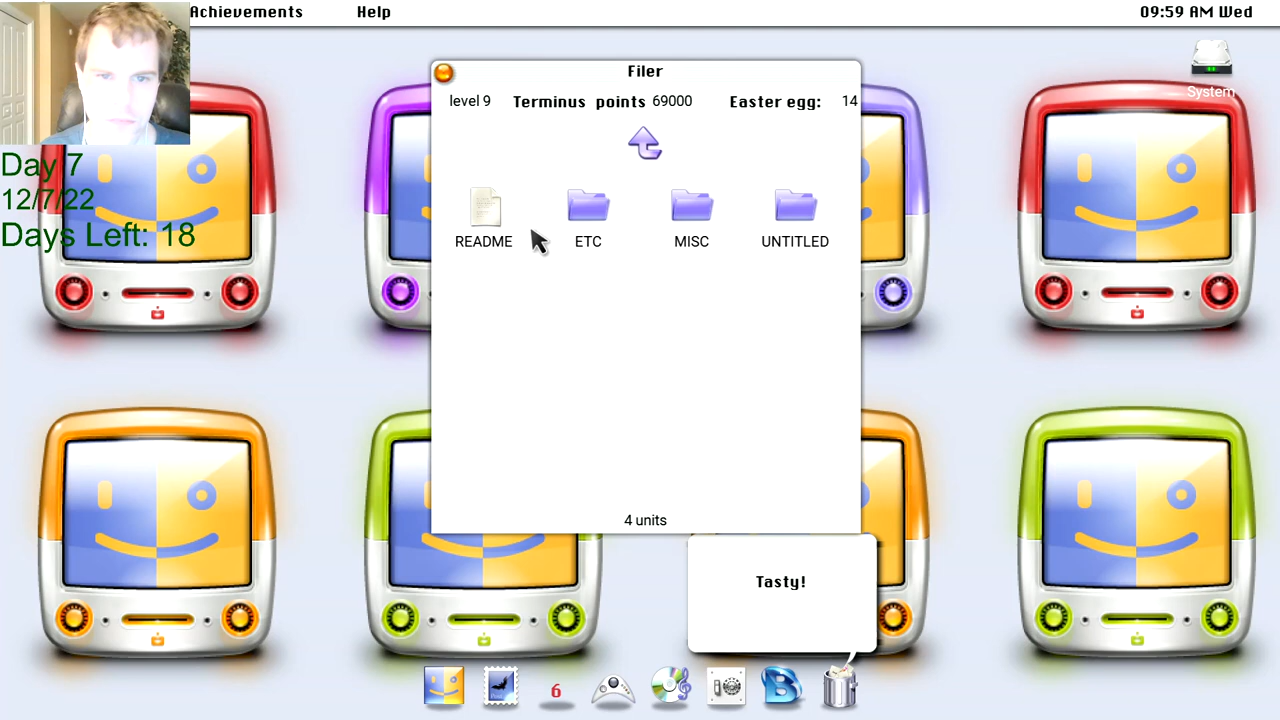 Achievements Help 09:59 AM Wed
Filer
level 9 Terminus points 69000 Easter egg: 14
System
Day 7
12/7/22
Days Left: 18
README ETC MISC UNTITLED
4 units
Tasty!
6
B